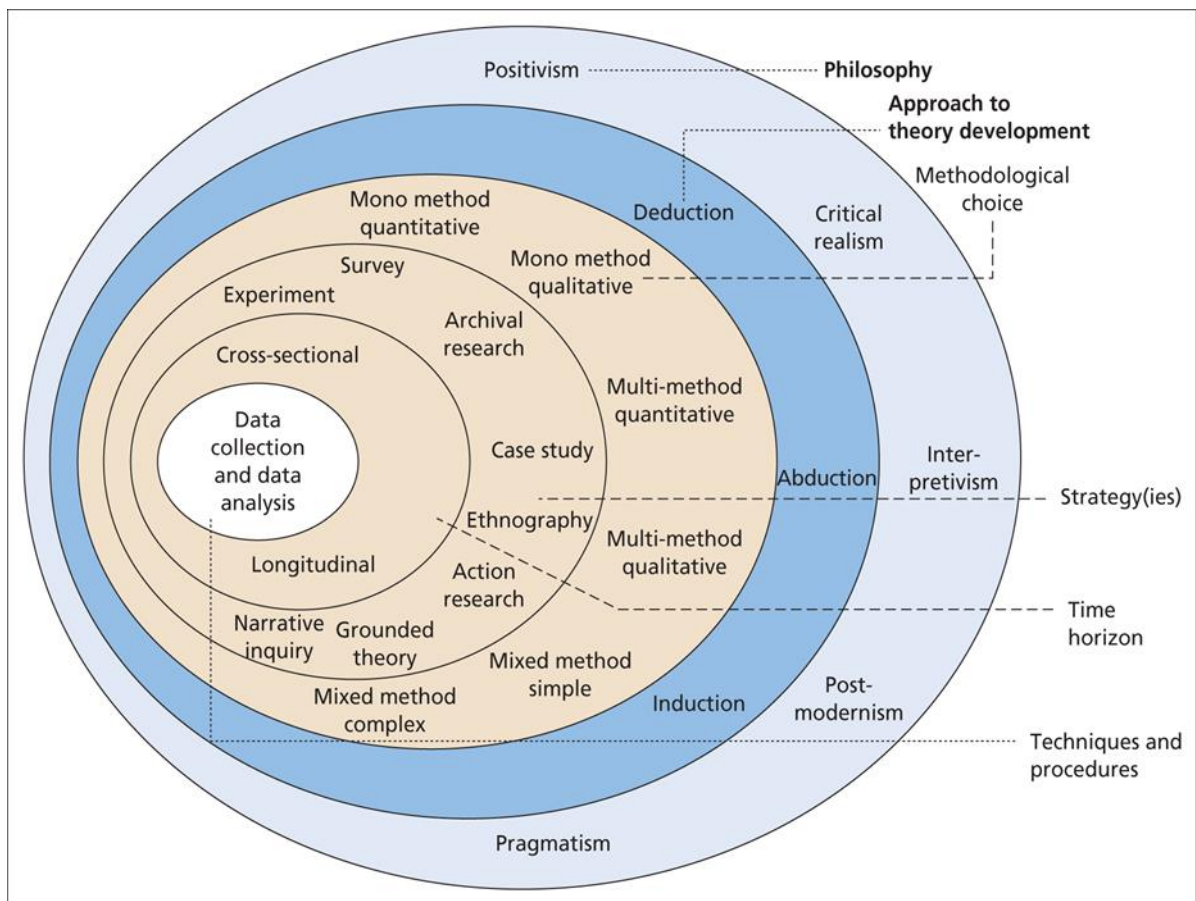 Positivism
Philosophy
Approach to
theory development
Methodological
choice
Mono method
quantitative
Deduction
Critical
realism
Survey
Mono method
qualitative
Experiment
Archival
research
Cross-sectional
Multi-method
quantitative
Data
collection
and data
analysis
Case study
Abduction
Inter-
pretivism
Strategy(ies)
Ethnography
Multi-method
qualitative
Longitudinal
Action
research
Time
horizon
Narrative
inquiry
Grounded
theory
Mixed method
simple
Mixed method
complex
Induction
Post-
modernism
Techniques and
procedures
Pragmatism